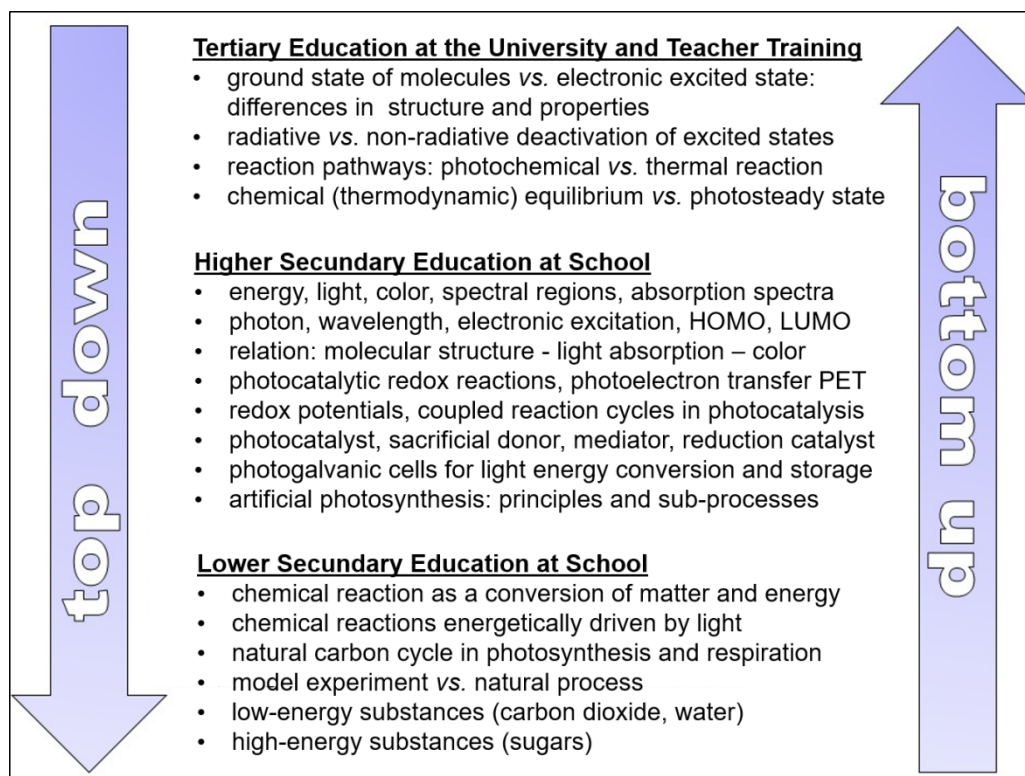 top down
Tertiary Education at the University and Teacher Training
• ground state of molecules vs. electronic excited state:
differences in structure and properties
• radiative vs. non-radiative deactivation of excited states
• reaction pathways: photochemical vs. thermal reaction
• chemical (thermodynamic) equilibrium vs. photosteady state
Higher Secundary Education at School
• energy, light, color, spectral regions, absorption spectra
• photon, wavelength, electronic excitation, HOMO, LUMO
• relation: molecular structure - light absorption – color
• photocatalytic redox reactions, photoelectron transfer PET
• redox potentials, coupled reaction cycles in photocatalysis
• photocatalyst, sacrificial donor, mediator, reduction catalyst
• photogalvanic cells for light energy conversion and storage
• artificial photosynthesis: principles and sub-processes
Lower Secundary Education at School
• chemical reaction as a conversion of matter and energy
• chemical reactions energetically driven by light
• natural carbon cycle in photosynthesis and respiration
• model experiment vs. natural process
• low-energy substances (carbon dioxide, water)
• high-energy substances (sugars)
bottom up